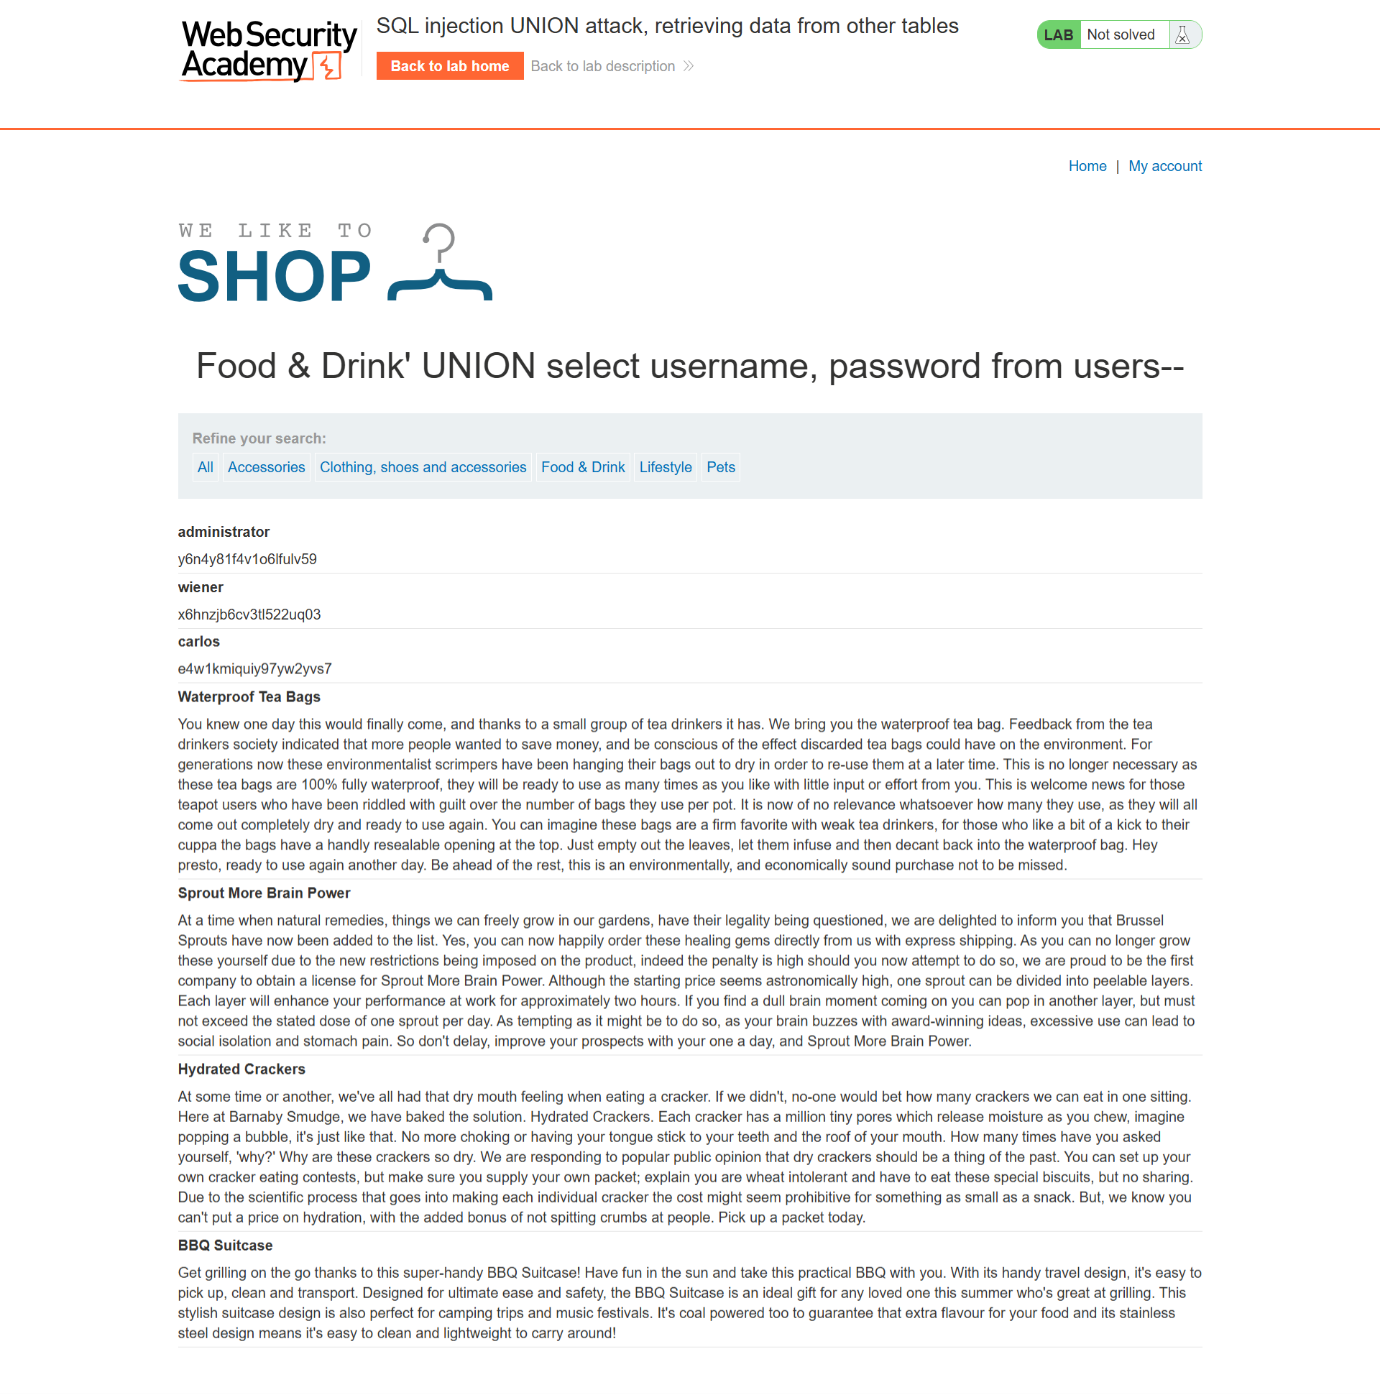 Web Security
Academy
SQL injection UNION attack, retrieving data from other tables
Back to lab home Back to lab description
LAB Not solved
Home | My account
WE LIKE TO
SHOP
Food & Drink' UNION select username, password from users--
Refine your search:
All Accessories Clothing, shoes and accessories Food & Drink Lifestyle Pets
administrator
y6n4y81f4v1o6lfulv59
wiener
x6hnzjb6cv3tl522uq03
carlos
e4w1kmiquiy97yw2yvs7
Waterproof Tea Bags
You knew one day this would finally come, and thanks to a small group of tea drinkers it has. We bring you the waterproof tea bag. Feedback from the tea
drinkers society indicated that more people wanted to save money, and be conscious of the effect discarded tea bags could have on the environment. For
generations now these environmentalist scrimpers have been hanging their bags out to dry in order to re-use them at a later time. This is no longer necessary as
these tea bags are 100% fully waterproof, they will be ready to use as many times as you like with little input or effort from you. This is welcome news for those
teapot users who have been riddled with guilt over the number of bags they use per pot. It is now of no relevance whatsoever how many they use, as they will all
come out completely dry and ready to use again. You can imagine these bags are a firm favorite with weak tea drinkers, for those who like a bit of a kick to their
cuppa the bags have a handly resealable opening at the top. Just empty out the leaves, let them infuse and then decant back into the waterproof bag. Hey
presto, ready to use again another day. Be ahead of the rest, this is an environmentally, and economically sound purchase not to be missed.
Sprout More Brain Power
At a time when natural remedies, things we can freely grow in our gardens, have their legality being questioned, we are delighted to inform you that Brussel
Sprouts have now been added to the list. Yes, you can now happily order these healing gems directly from us with express shipping. As you can no longer grow
these yourself due to the new restrictions being imposed on the product, indeed the penalty is high should you now attempt to do so, we are proud to be the first
company to obtain a license for Sprout More Brain Power. Although the starting price seems astronomically high, one sprout can be divided into peelable layers.
Each layer will enhance your performance at work for approximately two hours. If you find a dull brain moment coming on you can pop in another layer, but must
not exceed the stated dose of one sprout per day. As tempting as it might be to do so, as your brain buzzes with award-winning ideas, excessive use can lead to
social isolation and stomach pain. So don't delay, improve your prospects with your one a day, and Sprout More Brain Power.
Hydrated Crackers
At some time or another, we've all had that dry mouth feeling when eating a cracker. If we didn't, no-one would bet how many crackers we can eat in one sitting.
Here at Barnaby Smudge, we have baked the solution. Hydrated Crackers. Each cracker has a million tiny pores which release moisture as you chew, imagine
popping a bubble, it's just like that. No more choking or having your tongue stick to your teeth and the roof of your mouth. How many times have you asked
yourself, 'why?' Why are these crackers so dry. We are responding to popular public opinion that dry crackers should be a thing of the past. You can set up your
own cracker eating contests, but make sure you supply your own packet; explain you are wheat intolerant and have to eat these special biscuits, but no sharing.
Due to the scientific process that goes into making each individual cracker the cost might seem prohibitive for something as small as a snack. But, we know you
can't put a price on hydration, with the added bonus of not spitting crumbs at people. Pick up a packet today.
BBQ Suitcase
Get grilling on the go thanks to this super-handy BBQ Suitcase! Have fun in the sun and take this practical BBQ with you. With its handy travel design, it's easy to
pick up, clean and transport. Designed for ultimate ease and safety, the BBQ Suitcase is an ideal gift for any loved one this summer who's great at grilling. This
stylish suitcase design is also perfect for camping trips and music festivals. It's coal powered too to guarantee that extra flavour for your food and its stainless
steel design means it's easy to clean and lightweight to carry around!